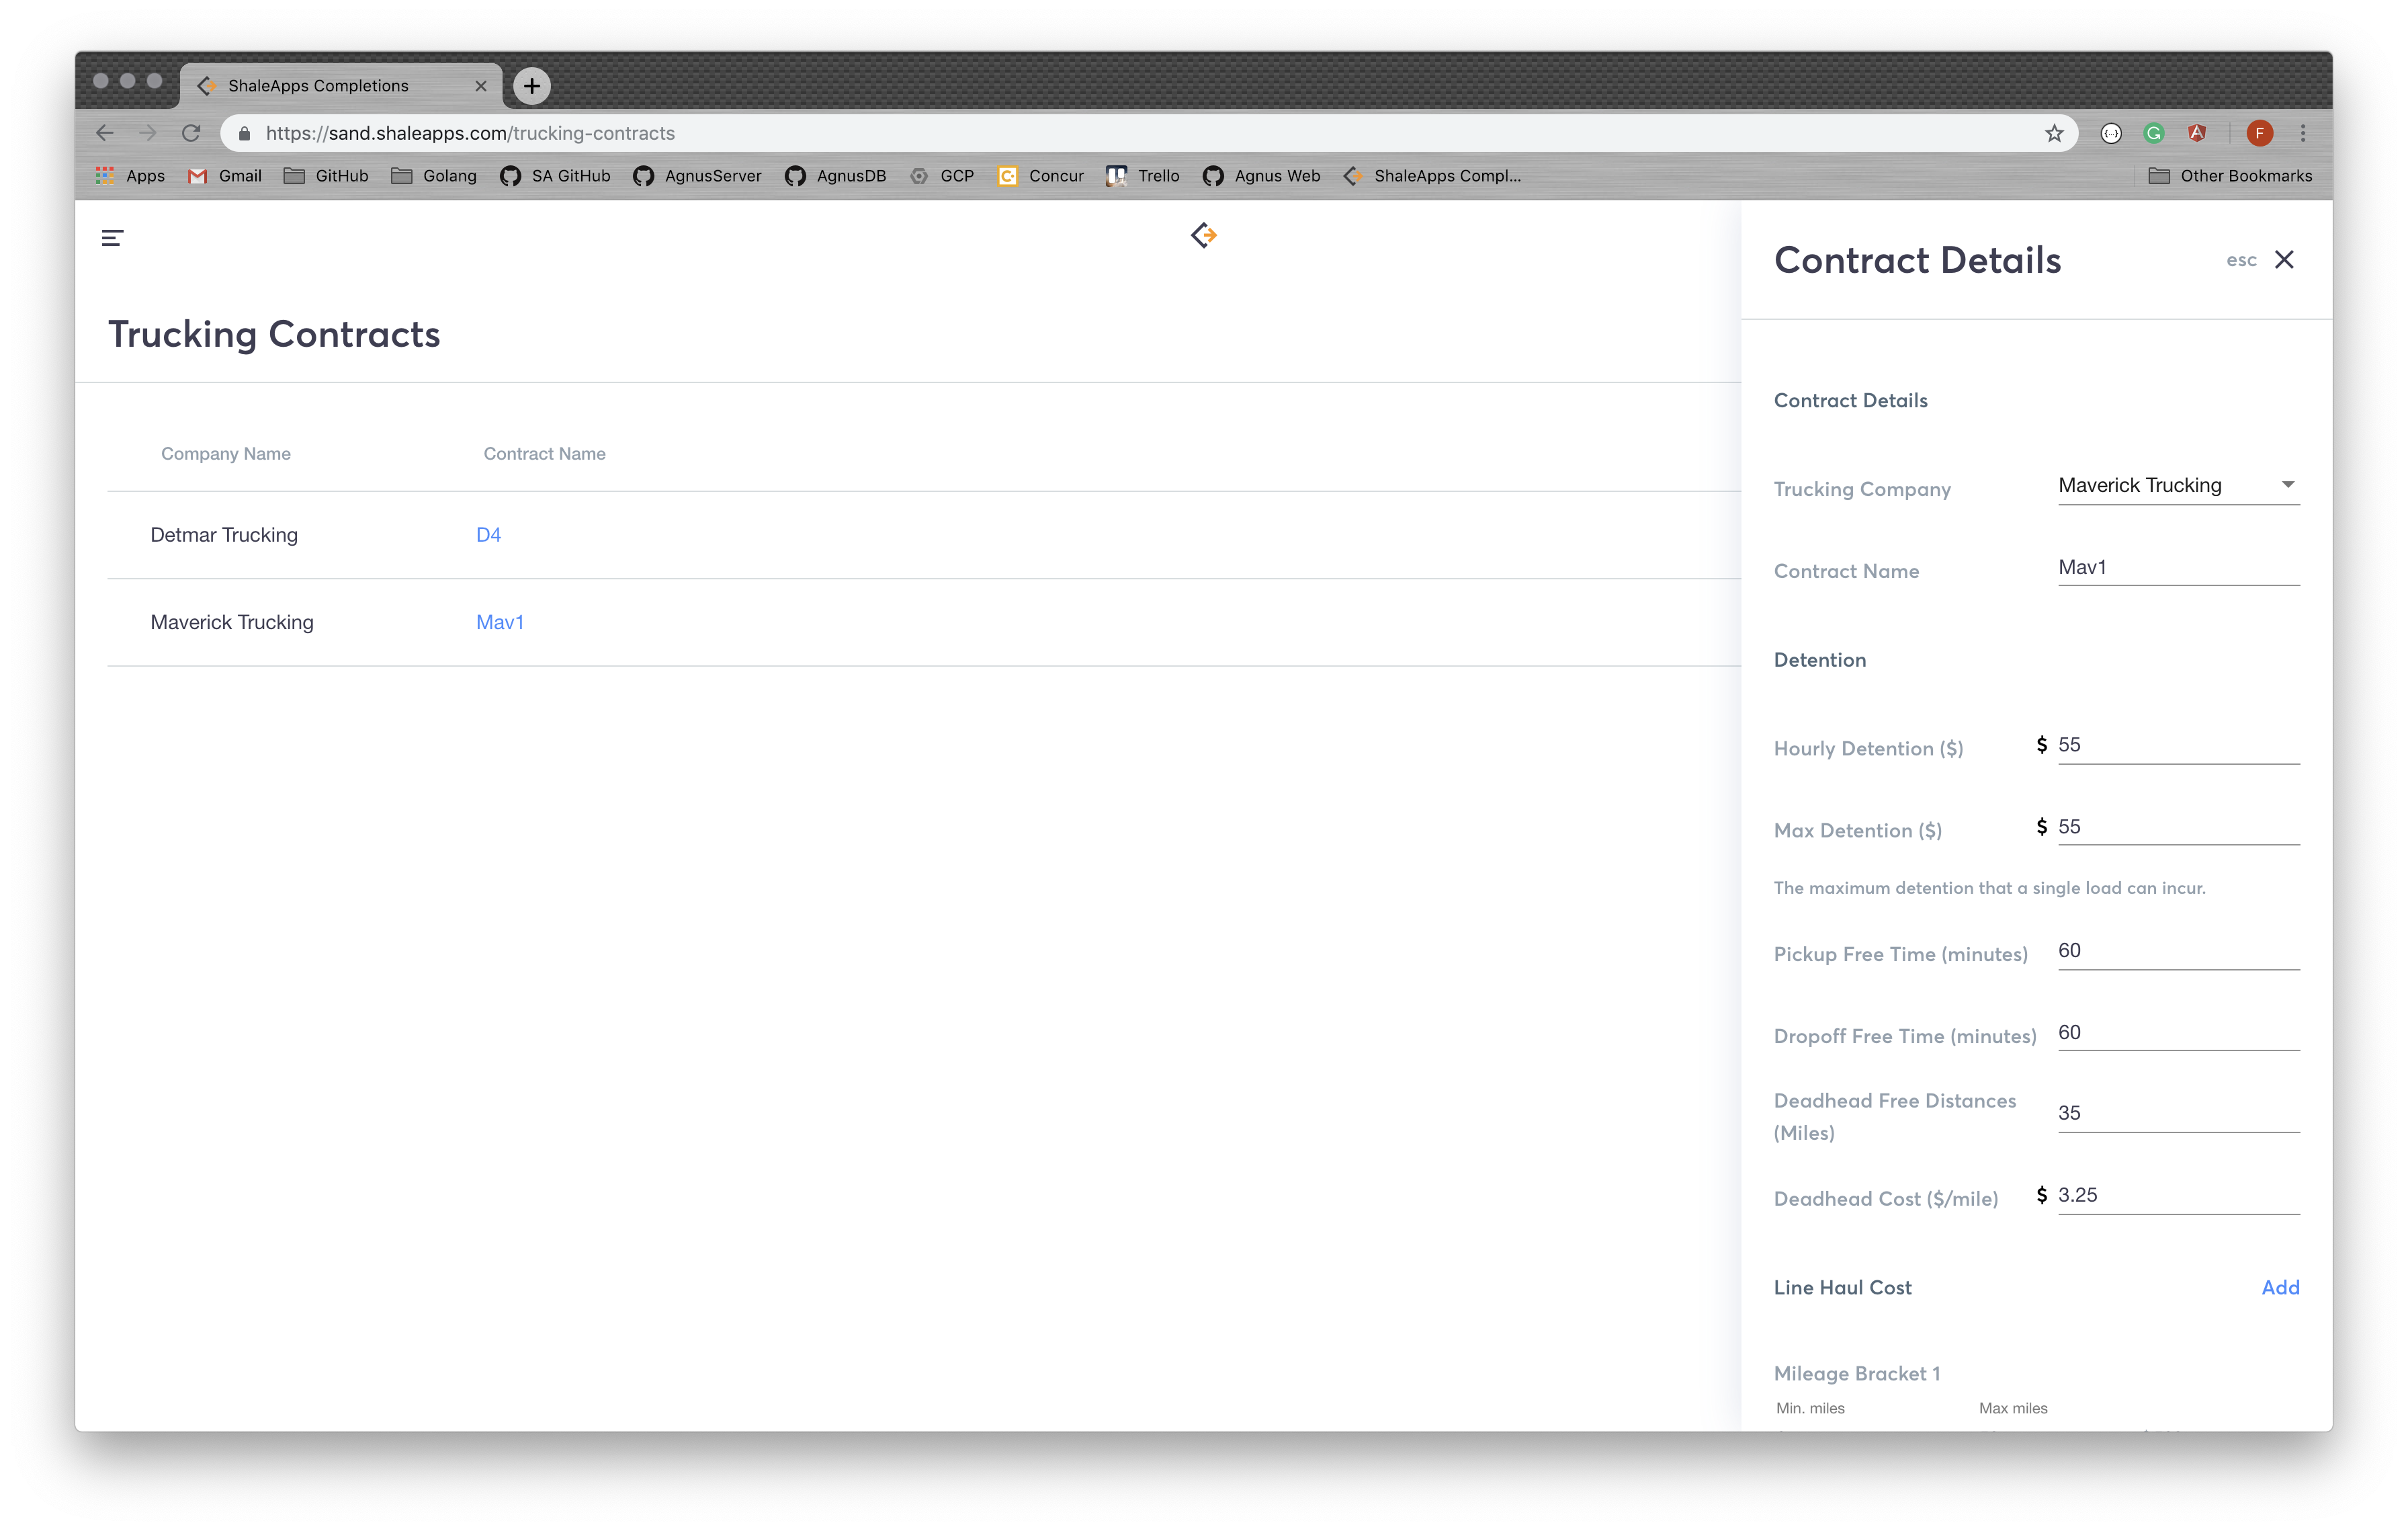 ShaleApps Completions
https://sand.shaleapps.com/trucking-contracts
F
Apps Gmail GitHub Golang SA GitHub AgnusServer AgnusDB GCP Concur Trello Agnus Web ShaleApps Compl... Other Bookmarks
Trucking Contracts
Company Name Contract Name
Detmar Trucking D4
Maverick Trucking Mav1
Contract Details esc
Contract Details
Trucking Company Maverick Trucking
Contract Name Mav1
Detention
Hourly Detention ($) $ 55
Max Detention ($) $ 55
The maximum detention that a single load can incur.
Pickup Free Time (minutes) 60
Dropoff Free Time (minutes) 60
Deadhead Free Distances
(Miles) 35
Deadhead Cost ($/mile) $ 3.25
Line Haul Cost Add
Mileage Bracket 1
Min. miles Max miles